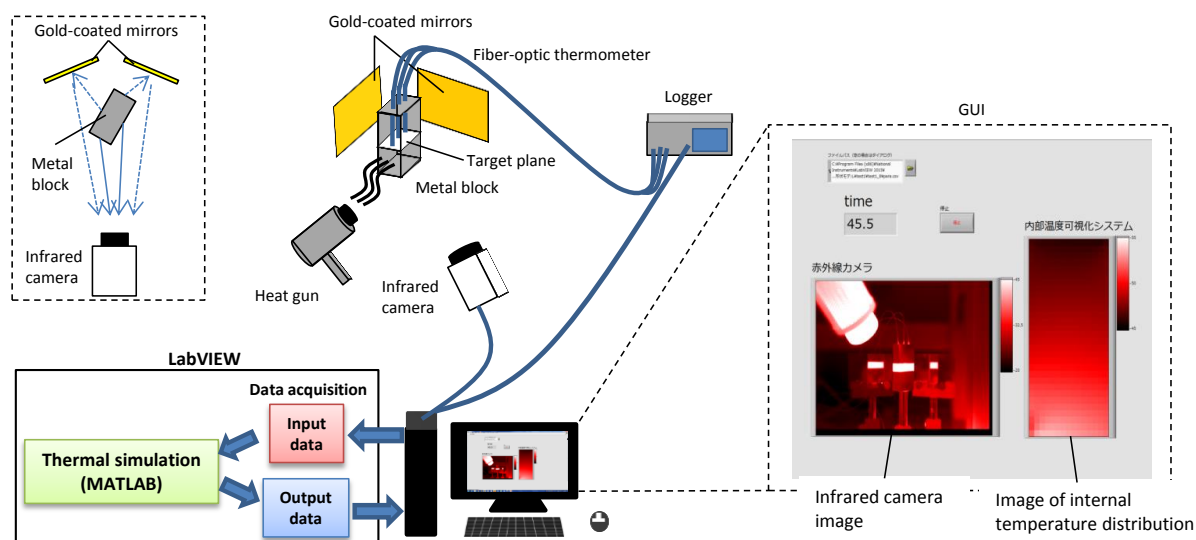 Gold-coated mirrors
Metal
block
Infrared
camera
Gold-coated mirrors
Fiber-optic thermometer
Target plane
Metal block
Heat gun
Infrared
camera
Logger
LabVIEW
Data acquisition
Input
data
Thermal simulation
(MATLAB)
Output
data
GUI
time
45.5
停止
内部温度可視化システム
赤外線カメラ
Infrared camera
image
Image of internal
temperature distribution